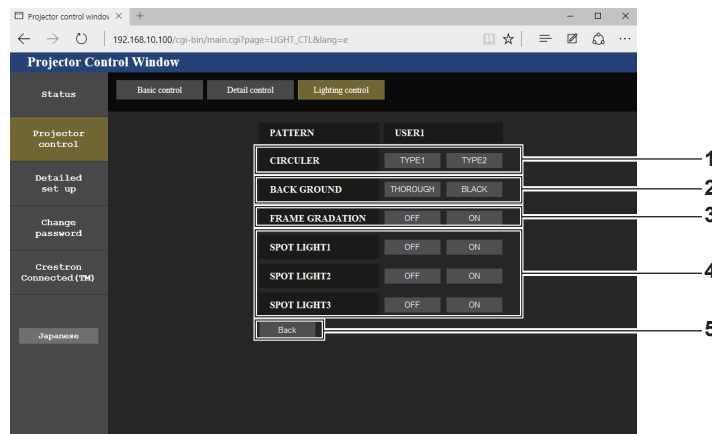 Projector control window
192.168.10.100/cgi-bin/main.cgi?page=LIGHT_CTL&lang=e
Projector Control Window
Status
Basic control
Detail control
Lighting control
Projector
control
PATTERN USER1
CIRCULER TYPE1 TYPE2 1
BACK GROUND THOROUGH BLACK 2
Detailed
set up
FRAME GRADATION OFF ON 3
Change
password
SPOT LIGHT1 OFF ON
SPOT LIGHT2 OFF ON 4
Crestron
Connected(TM)
SPOT LIGHT3 OFF ON
Back 5
Japanese